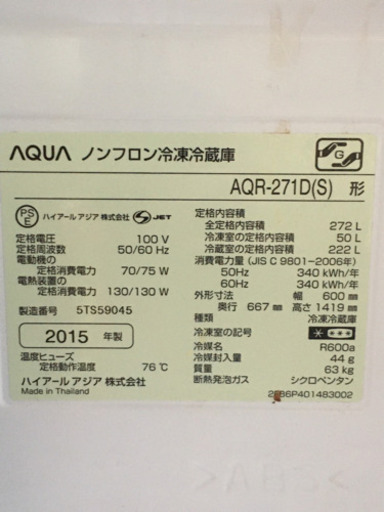 AQUA ノンフロン冷凍冷蔵庫
G
AQR-271D(S) 形
PS
E
ハイアール アジア 株式会社 S JET
定格電圧 100 V
定格周波数 50/60 Hz
電動機の
定格消費電力 70/75 W
電熱装置の
定格消費電力 130/130 W
製造番号 5TS59045
2015 年製
温度ヒューズ
定格動作温度 76℃
ハイアール アジア 株式会社
Made in Thailand
定格内容積
全定格内容積 272 L
冷凍室の定格内容積 50 L
冷蔵室の定格内容積 222 L
消費電力量 (JIS C 9801-2006年)
50Hz 340 kWh/年
60Hz 340 kWh/年
外形寸法 幅 600 mm
奥行 667 mm 高さ 1419 mm
種類 冷凍冷蔵庫
冷凍室の記号
冷媒名 R600a
冷媒封入量 44 g
質量 63 kg
断熱発泡ガス シクロペンタン